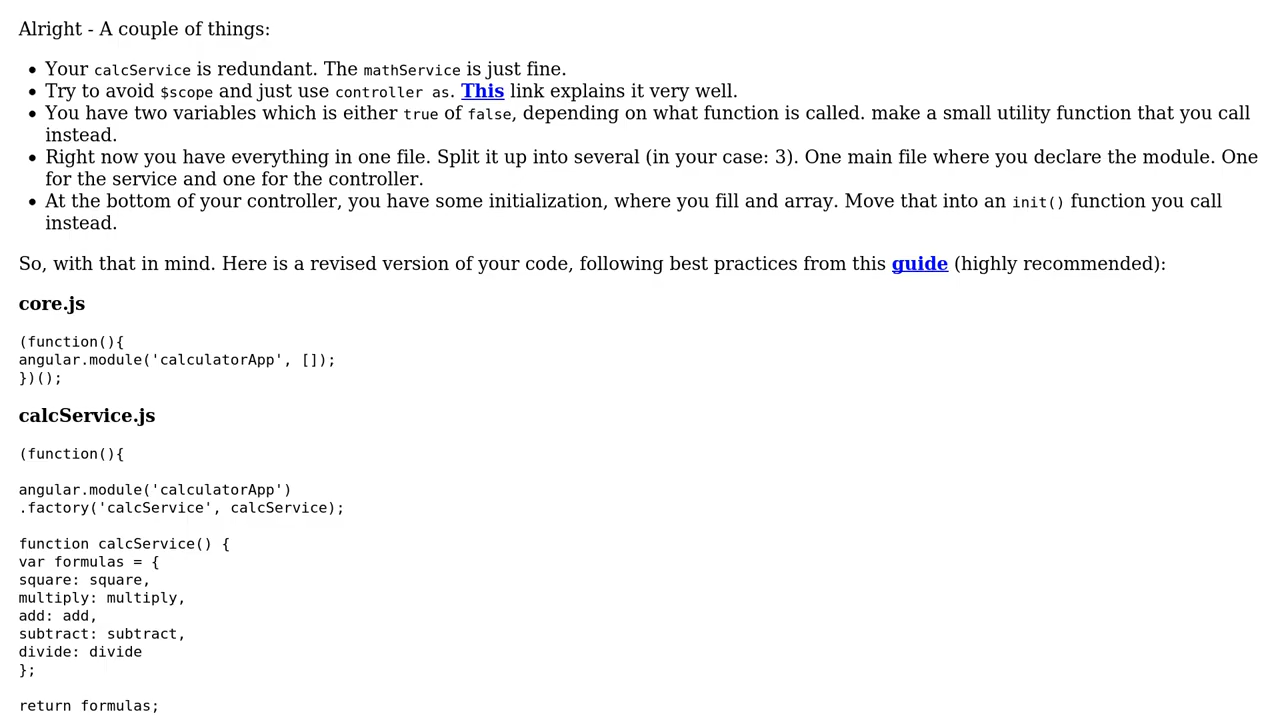 Alright - A couple of things:
Your calcService is redundant. The mathService is just fine.
Try to avoid $scope and just use controller as. This link explains it very well.
You have two variables which is either true of false, depending on what function is called. make a small utility function that you call
instead.
Right now you have everything in one file. Split it up into several (in your case: 3). One main file where you declare the module. One
for the service and one for the controller.
At the bottom of your controller, you have some initialization, where you fill and array. Move that into an init() function you call
instead.
So, with that in mind. Here is a revised version of your code, following best practices from this guide (highly recommended):
core.js
(function(){
angular.module('calculatorApp', []);
})();
calcService.js
(function(){
angular.module('calculatorApp')
.factory('calcService', calcService);
function calcService() {
var formulas = {
square: square,
multiply: multiply,
add: add,
subtract: subtract,
divide: divide
};
return formulas;